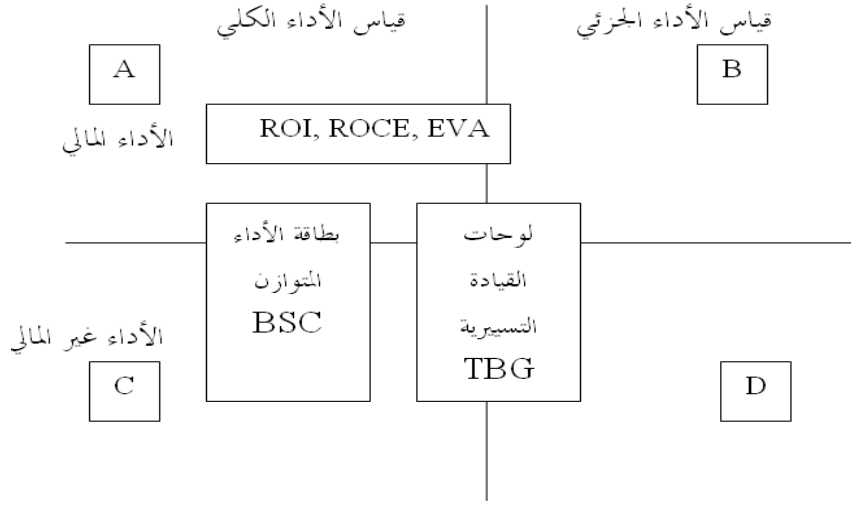 قياس الأداء الجزئي
قياس الأداء الكلي
B
A
ROI, ROCE, EVA
الأداء المالي
لوحات
القيادة
التسييرية
TBG
بطاقة الأداء
المتوازن
BSC
الأداء غير المالي
D
C